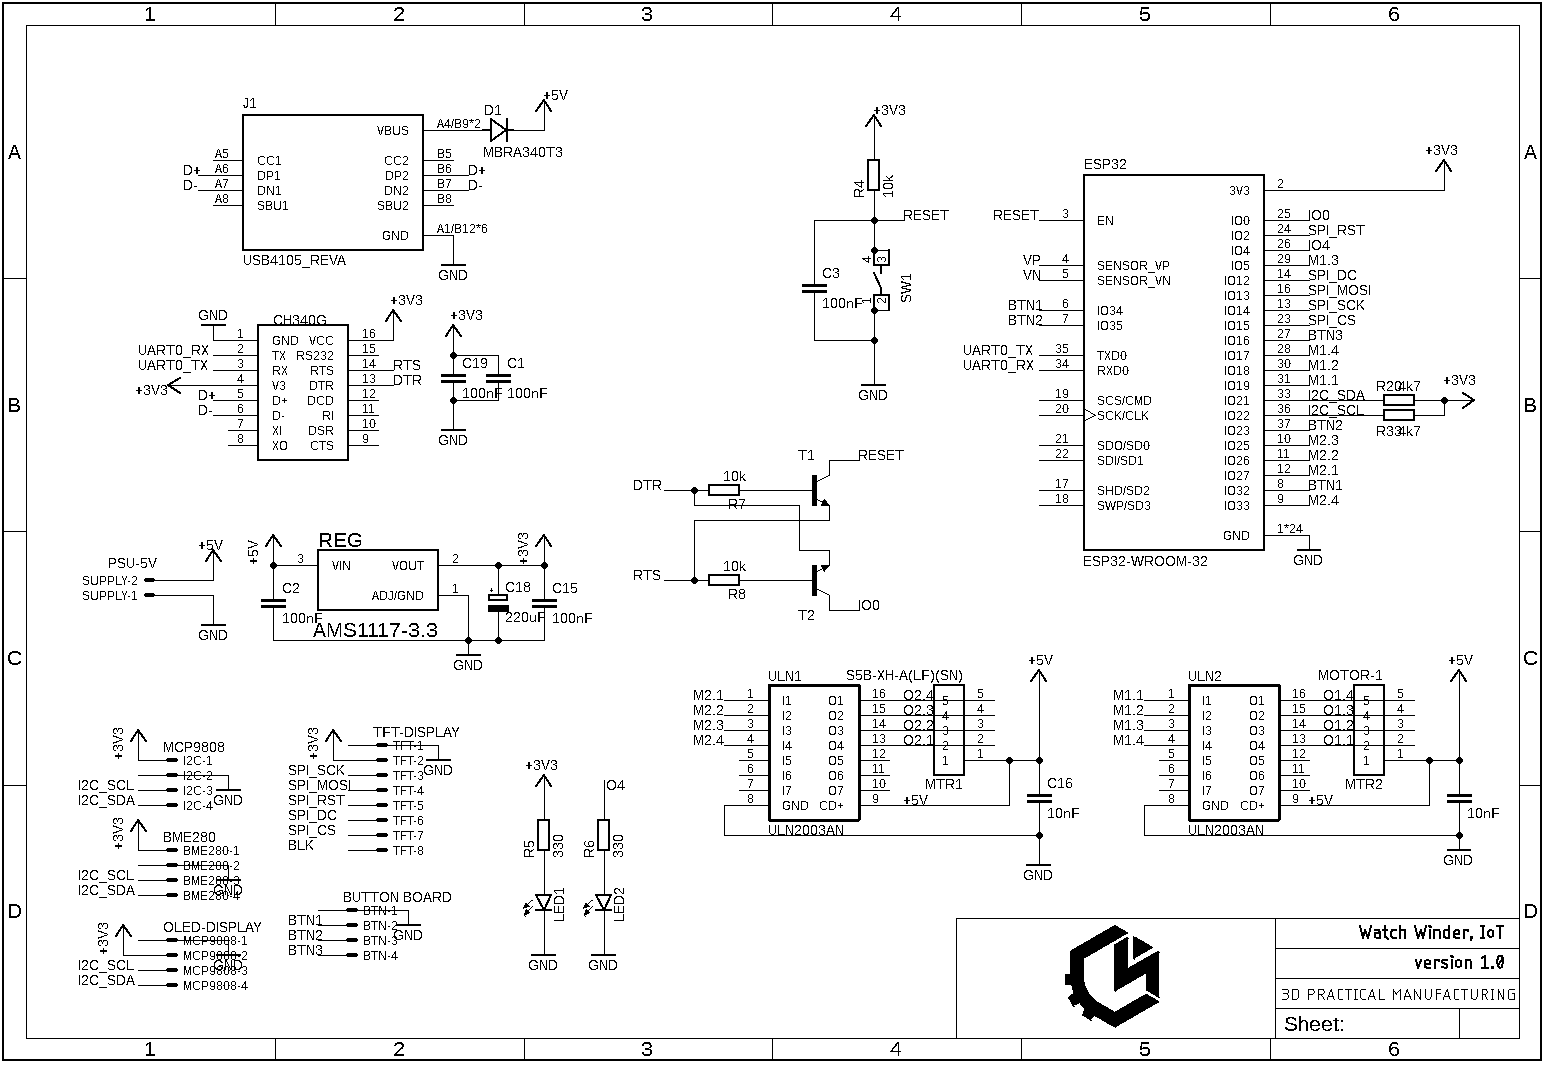 1 2 3 4 5 6
A
B
C
D
J1
VBUS
A4/B9*2
D1
+5V
MBRA340T3
A5 CC1 CC2 B5
D+ A6 DP1 DP2 B6 D+
D- A7 DN1 DN2 B7 D-
A8 SBU1 SBU2 B8
GND A1/B12*6
USB4105_REVA
GND
CH340G
GND
+3V3
1 GND VCC 16
UART0_RX 2 TX RS232 15
UART0_TX 3 RX RTS 14 RTS
+3V3 4 V3 DTR 13 DTR
D+ 5 D+ DCD 12
D- 6 D- RI 11
7 XI DSR 10
8 XO CTS 9
+3V3
C19 C1
100nF 100nF
GND
PSU-5V
+5V
SUPPLY-2
SUPPLY-1
GND
REG
+5V
3 VIN VOUT 2
ADJ/GND 1
+3V3
C2
100nF
C18
220uF
C15
100nF
AMS1117-3.3
GND
+3V3
R4
10k
RESET
C3
100nF
4 3
1 2
SW1
GND
DTR
10k
R7
T1
RESET
RTS
10k
R8
T2
IO0
ESP32
+3V3
3V3 2
RESET 3 EN
VP 4 SENSOR_VP
VN 5 SENSOR_VN
BTN1 6 IO34
BTN2 7 IO35
UART0_TX 35 TXD0
UART0_RX 34 RXD0
19 SCS/CMD
20 SCK/CLK
21 SDO/SD0
22 SDI/SD1
17 SHD/SD2
18 SWP/SD3
IO0 25 IO0
IO2 24 SPI_RST
IO4 26 IO4
IO5 29 M1.3
IO12 14 SPI_DC
IO13 16 SPI_MOSI
IO14 13 SPI_SCK
IO15 23 SPI_CS
IO16 27 BTN3
IO17 28 M1.4
IO18 30 M1.2
IO19 31 M1.1
IO21 33 I2C_SDA
IO22 36 I2C_SCL
IO23 37 BTN2
IO25 10 M2.3
IO26 11 M2.2
IO27 12 M2.1
IO32 8 BTN1
IO33 9 M2.4
GND 1*24
GND
ESP32-WROOM-32
R20 4k7
R33 4k7
+3V3
ULN1
S5B-XH-A(LF)(SN)
+5V
M2.1 1 I1 O1 16 O2.4 5 5
M2.2 2 I2 O2 15 O2.3 4 4
M2.3 3 I3 O3 14 O2.2 3 3
M2.4 4 I4 O4 13 O2.1 2 2
5 I5 O5 12 1 1
6 I6 O6 11
7 I7 O7 10
8 GND CD+ 9 +5V
MTR1
C16
10nF
ULN2003AN
GND
ULN2
MOTOR-1
+5V
M1.1 1 I1 O1 16 O1.4 5 5
M1.2 2 I2 O2 15 O1.3 4 4
M1.3 3 I3 O3 14 O1.2 3 3
M1.4 4 I4 O4 13 O1.1 2 2
5 I5 O5 12 1 1
6 I6 O6 11
7 I7 O7 10
8 GND CD+ 9 +5V
MTR2
10nF
ULN2003AN
GND
+3V3
MCP9808
I2C-1
I2C-2
I2C_SCL I2C-3
I2C_SDA I2C-4
GND
+3V3
BME280
BME280-1
BME280-2
I2C_SCL BME280-3
I2C_SDA BME280-4
GND
+3V3
OLED-DISPLAY
MCP9808-1
MCP9808-2
I2C_SCL MCP9808-3
I2C_SDA MCP9808-4
GND
+3V3
TFT-DISPLAY
TFT-1
TFT-2
GND
SPI_SCK TFT-3
SPI_MOSI TFT-4
SPI_RST TFT-5
SPI_DC TFT-6
SPI_CS TFT-7
BLK TFT-8
BUTTON BOARD
BTN-1
BTN1 BTN-2
BTN2 BTN-3
BTN3 BTN-4
GND
+3V3
R5
330
LED1
GND
IO4
R6
330
LED2
GND
Watch Winder, IoT
version 1.0
3D PRACTICAL MANUFACTURING
Sheet:
1 2 3 4 5 6
A
B
C
D